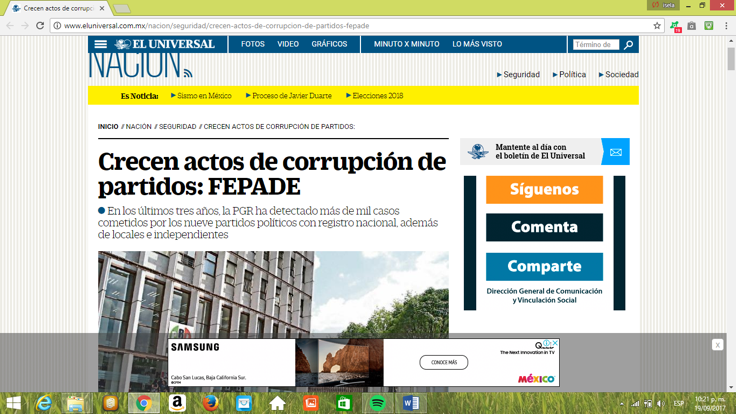 Crecen actos de corrupci
isela
www.eluniversal.com.mx/nacion/seguridad/crecen-actos-de-corrupcion-de-partidos-fepade
EL UNIVERSAL
FOTOS VIDEO GRÁFICOS MINUTO X MINUTO LO MÁS VISTO
Término de
NACIÓN
Seguridad Política Sociedad
Es Noticia: Sismo en México Proceso de Javier Duarte Elecciones 2018
INICIO // NACIÓN // SEGURIDAD // CRECEN ACTOS DE CORRUPCIÓN DE PARTIDOS:
Crecen actos de corrupción de
partidos: FEPADE
En los últimos tres años, la PGR ha detectado más de mil casos
cometidos por los nueve partidos políticos con registro nacional, además
de locales e independientes
Mantente al día con
el boletín de El Universal
Síguenos
Comenta
Comparte
Dirección General de Comunicación
y Vinculación Social
SAMSUNG
Cabo San Lucas, Baja California Sur.
CONOCE MÁS
The Next Innovation in TV
MÉXICO
X
ESP
10:21 p. m.
19/09/2017